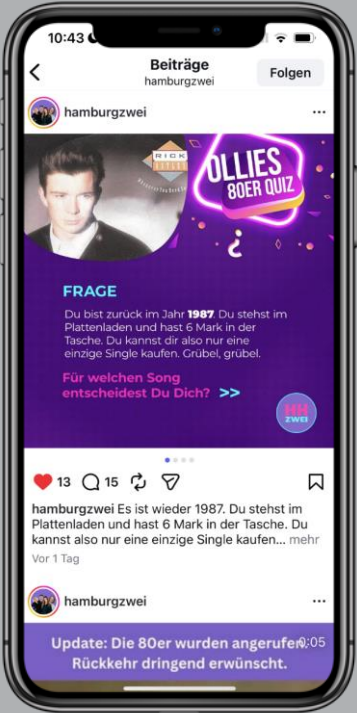 10:43
Beiträge
hamburgzwei
Folgen
hamburgzwei
RICK
OLLIES
80ER QUIZ
FRAGE
Du bist zurück im Jahr 1987. Du stehst im
Plattenladen und hast 6 Mark in der
Tasche. Du kannst dir also nur eine
einzige Single kaufen. Grübel, grübel.
Für welchen Song
entscheidest Du Dich? >>
HH
ZWEI
13
15
hamburgzwei Es ist wieder 1987. Du stehst im
Plattenladen und hast 6 Mark in der Tasche. Du
kannst also nur eine einzige Single kaufen... mehr
Vor 1 Tag
hamburgzwei
Update: Die 80er wurden angerufen.
0:05
Rückkehr dringend erwünscht.